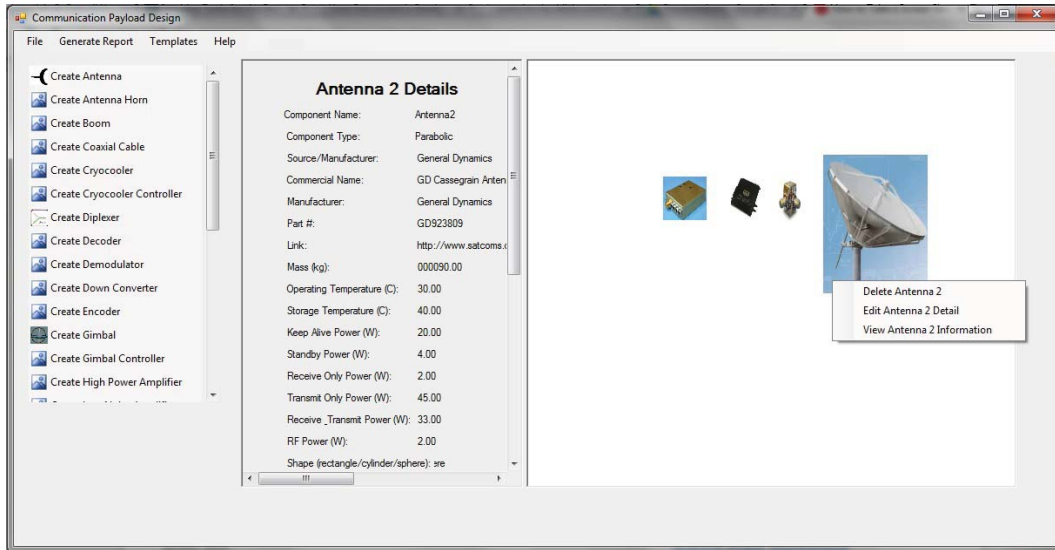 Communication Payload Design
File Generate Report Templates Help
Create Antenna
Create Antenna Horn
Create Boom
Create Coaxial Cable
Create Cryocooler
Create Cryocooler Controller
Create Diplexer
Create Decoder
Create Demodulator
Create Down Converter
Create Encoder
Create Gimbal
Create Gimbal Controller
Create High Power Amplifier
Antenna 2 Details
Component Name: Antenna2
Component Type: Parabolic
Source/Manufacturer: General Dynamics
Commercial Name: GD Cassegrain Anten
Manufacturer: General Dynamics
Part #: GD923809
Link: http://www.satcoms.c
Mass (kg): 000090.00
Operating Temperature (C): 30.00
Storage Temperature (C): 40.00
Keep Alive Power (W): 20.00
Standby Power (W): 4.00
Receive Only Power (W): 2.00
Transmit Only Power (W): 45.00
Receive _Transmit Power (W): 33.00
RF Power (W): 2.00
Shape (rectangle/cylinder/sphere): ere
Delete Antenna 2
Edit Antenna 2 Detail
View Antenna 2 Information